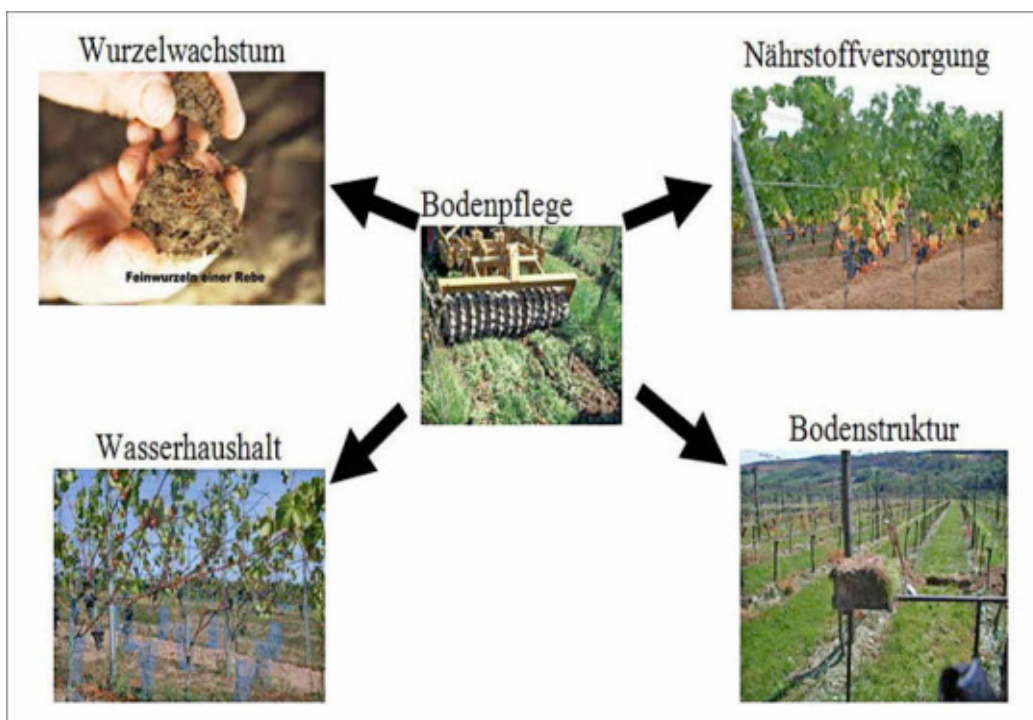 Wurzelwachstum
Nährstoffversorgung
Feinwurzeln einer Rebe
Bodenpflege
Wasserhaushalt
Bodenstruktur